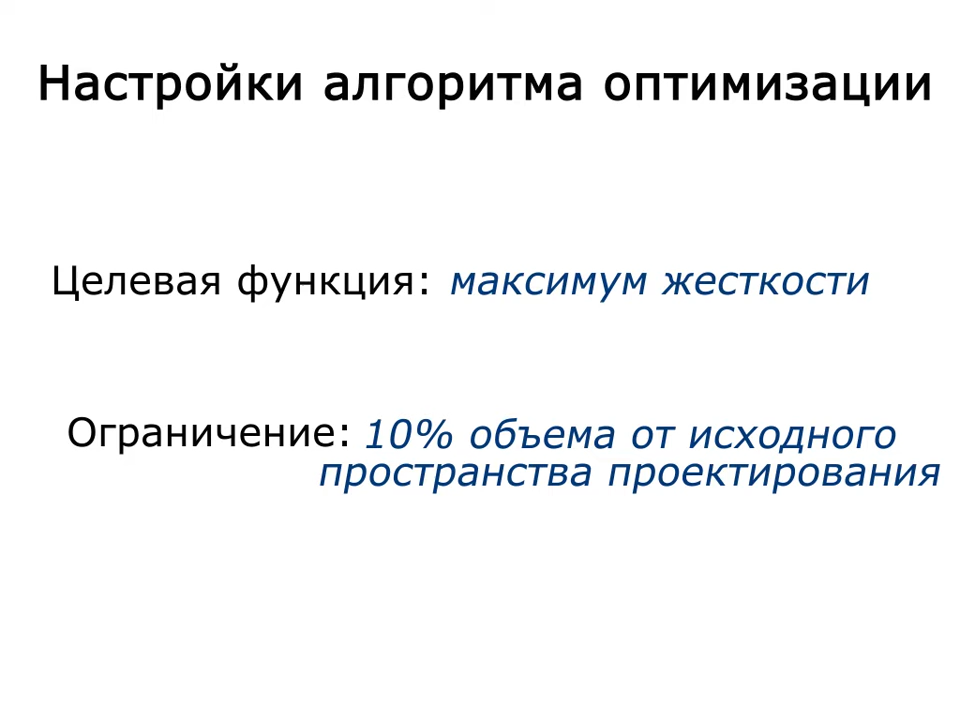 Настройки алгоритма оптимизации
Целевая функция: максимум жесткости
Ограничение: 10% объема от исходного
пространства проектирования